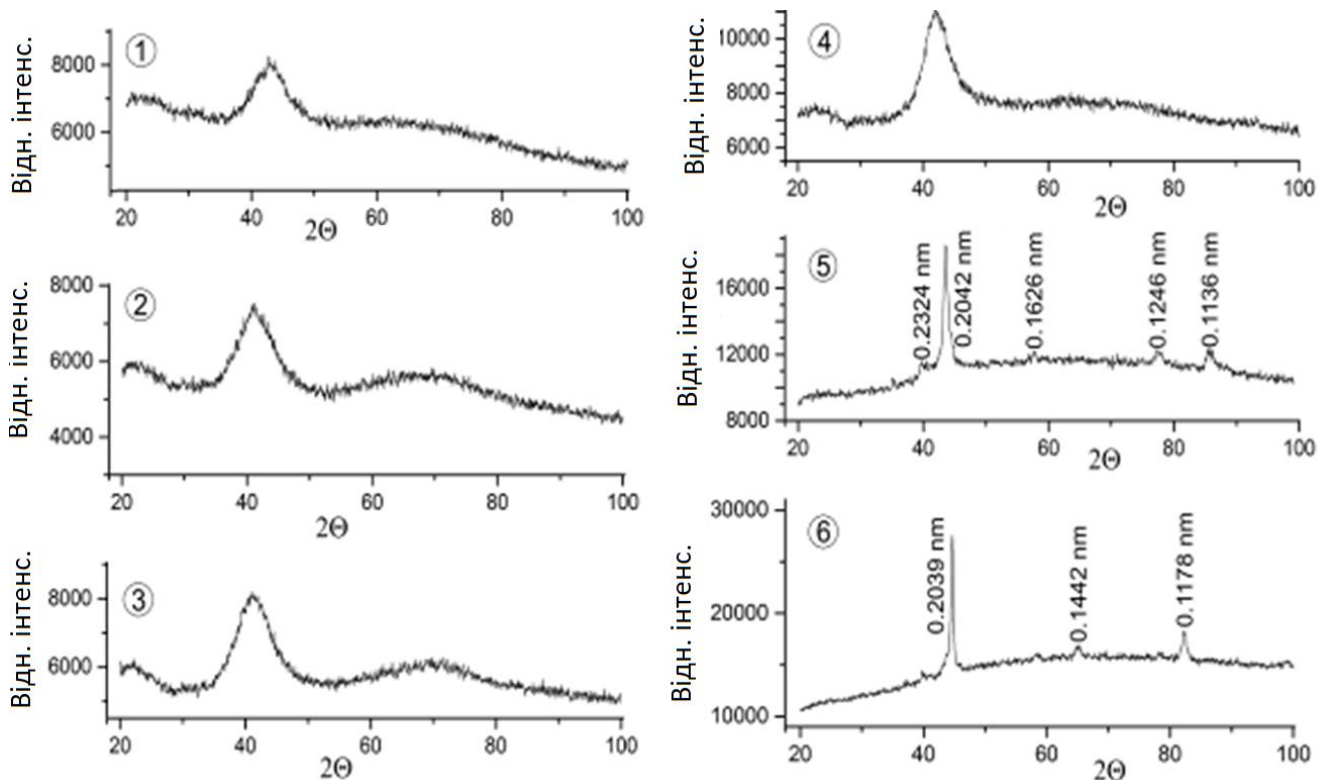 ①
Відн. інтенс.
8000
6000
20 40 60 80 100
2Θ
②
Відн. інтенс.
8000
6000
4000
20 40 60 80 100
2Θ
③
Відн. інтенс.
8000
6000
20 40 60 80 100
2Θ
④
Відн. інтенс.
10000
8000
6000
20 40 60 80 100
2Θ
⑤
Відн. інтенс.
16000
12000
8000
0.2324 nm
0.2042 nm
0.1626 nm
0.1246 nm
0.1136 nm
20 40 60 80 100
2Θ
⑥
Відн. інтенс.
30000
20000
10000
0.2039 nm
0.1442 nm
0.1178 nm
20 40 60 80 100
2Θ